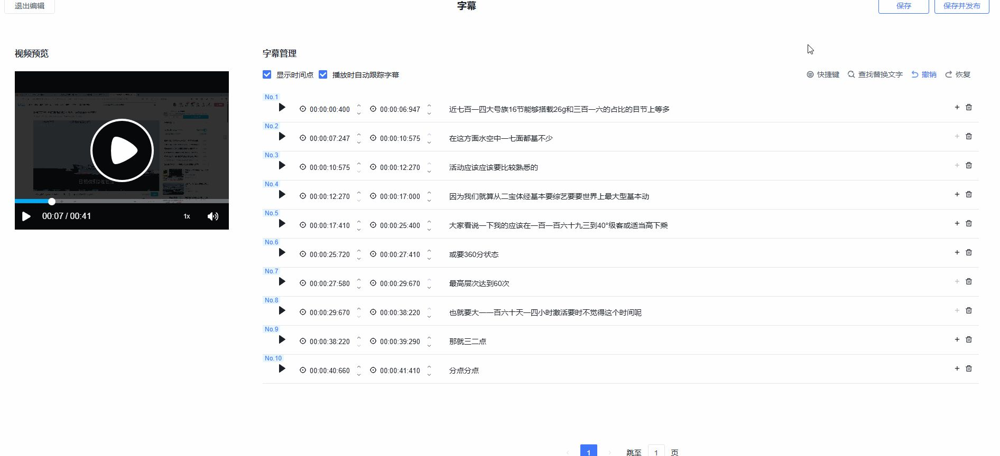 退出编辑
字幕
保存
保存并发布
视频预览
字幕管理
显示时间点
播放时自动跟踪字幕
快捷键
查找替换文字
撤销
恢复
No.1
00:00:00:400 00:00:06:947 近七百一四大号族16节能够搭载26g和三百一六的占比的目节上等多
No.2
00:00:07:247 00:00:10:575 在这方面水空中一七面都基不少
No.3
00:00:10:575 00:00:12:270 活动应该应该要比较熟悉的
No.4
00:00:12:270 00:00:17:000 因为我们就算从二宝体经基本要综艺要要世界上最大型基本动
No.5
00:00:17:410 00:00:25:400 大家看说一下我的应该在一百一百六十九三到40°级客或适当高下乘
No.6
00:00:25:720 00:00:27:410 或要360分状态
No.7
00:00:27:580 00:00:29:670 最高层次达到60次
No.8
00:00:29:670 00:00:38:220 也就要大一一百六十天一四小时激活要时不觉得这个时间呢
No.9
00:00:38:220 00:00:39:290 那就三二点
No.10
00:00:40:660 00:00:41:410 分点分点
00:07 / 00:41
1x
1
跳至 1 页